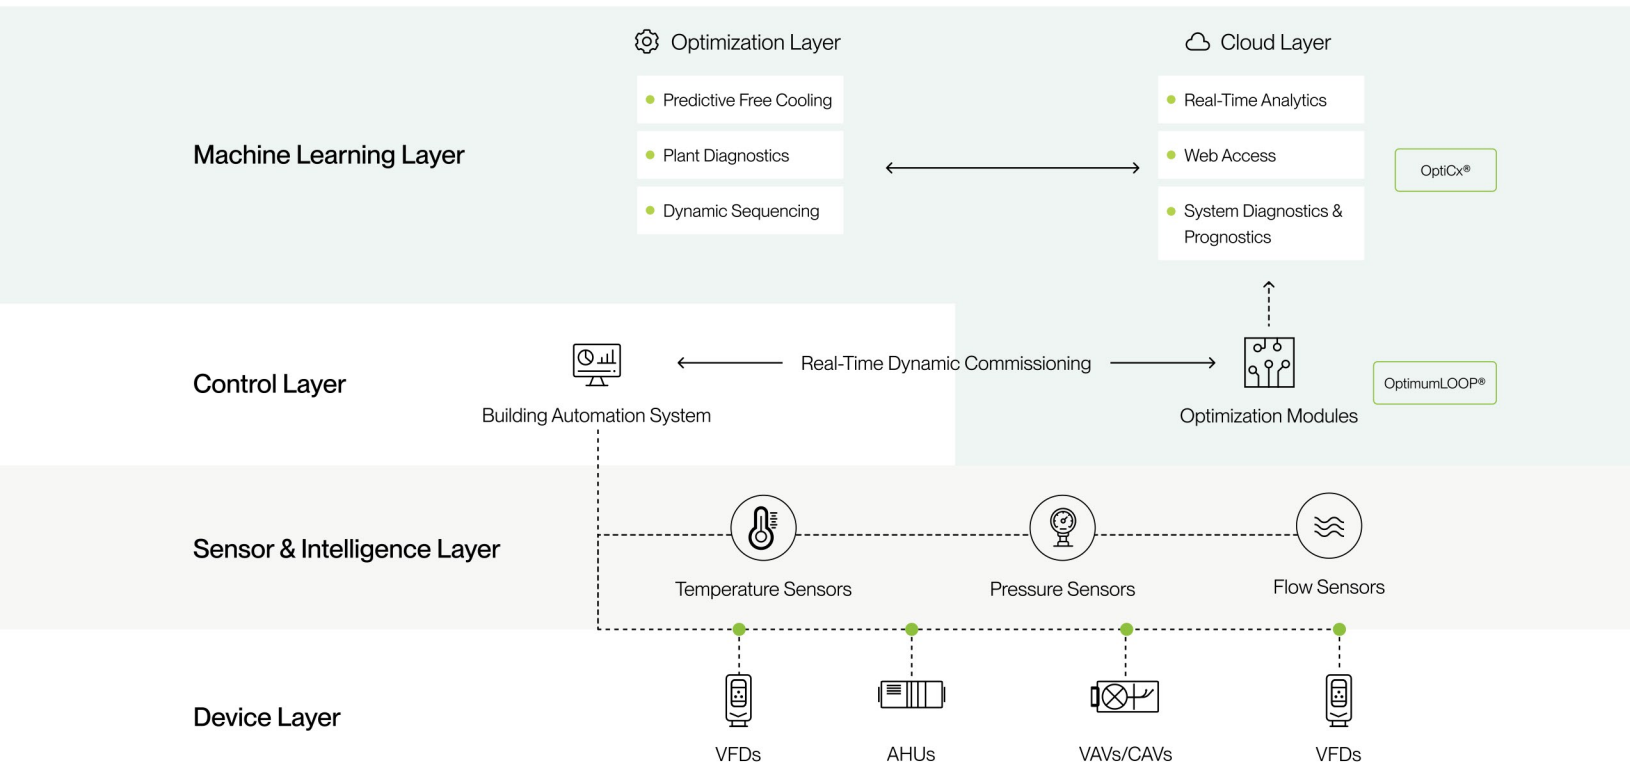 Optimization Layer
Cloud Layer
Machine Learning Layer
Predictive Free Cooling
Plant Diagnostics
Dynamic Sequencing
Real-Time Analytics
Web Access
System Diagnostics &
Prognostics
OptiCx®
Control Layer
Building Automation System
Real-Time Dynamic Commissioning
Optimization Modules
OptimumLOOP®
Sensor & Intelligence Layer
Temperature Sensors
Pressure Sensors
Flow Sensors
Device Layer
VFDs
AHUs
VAVs/CAVs
VFDs